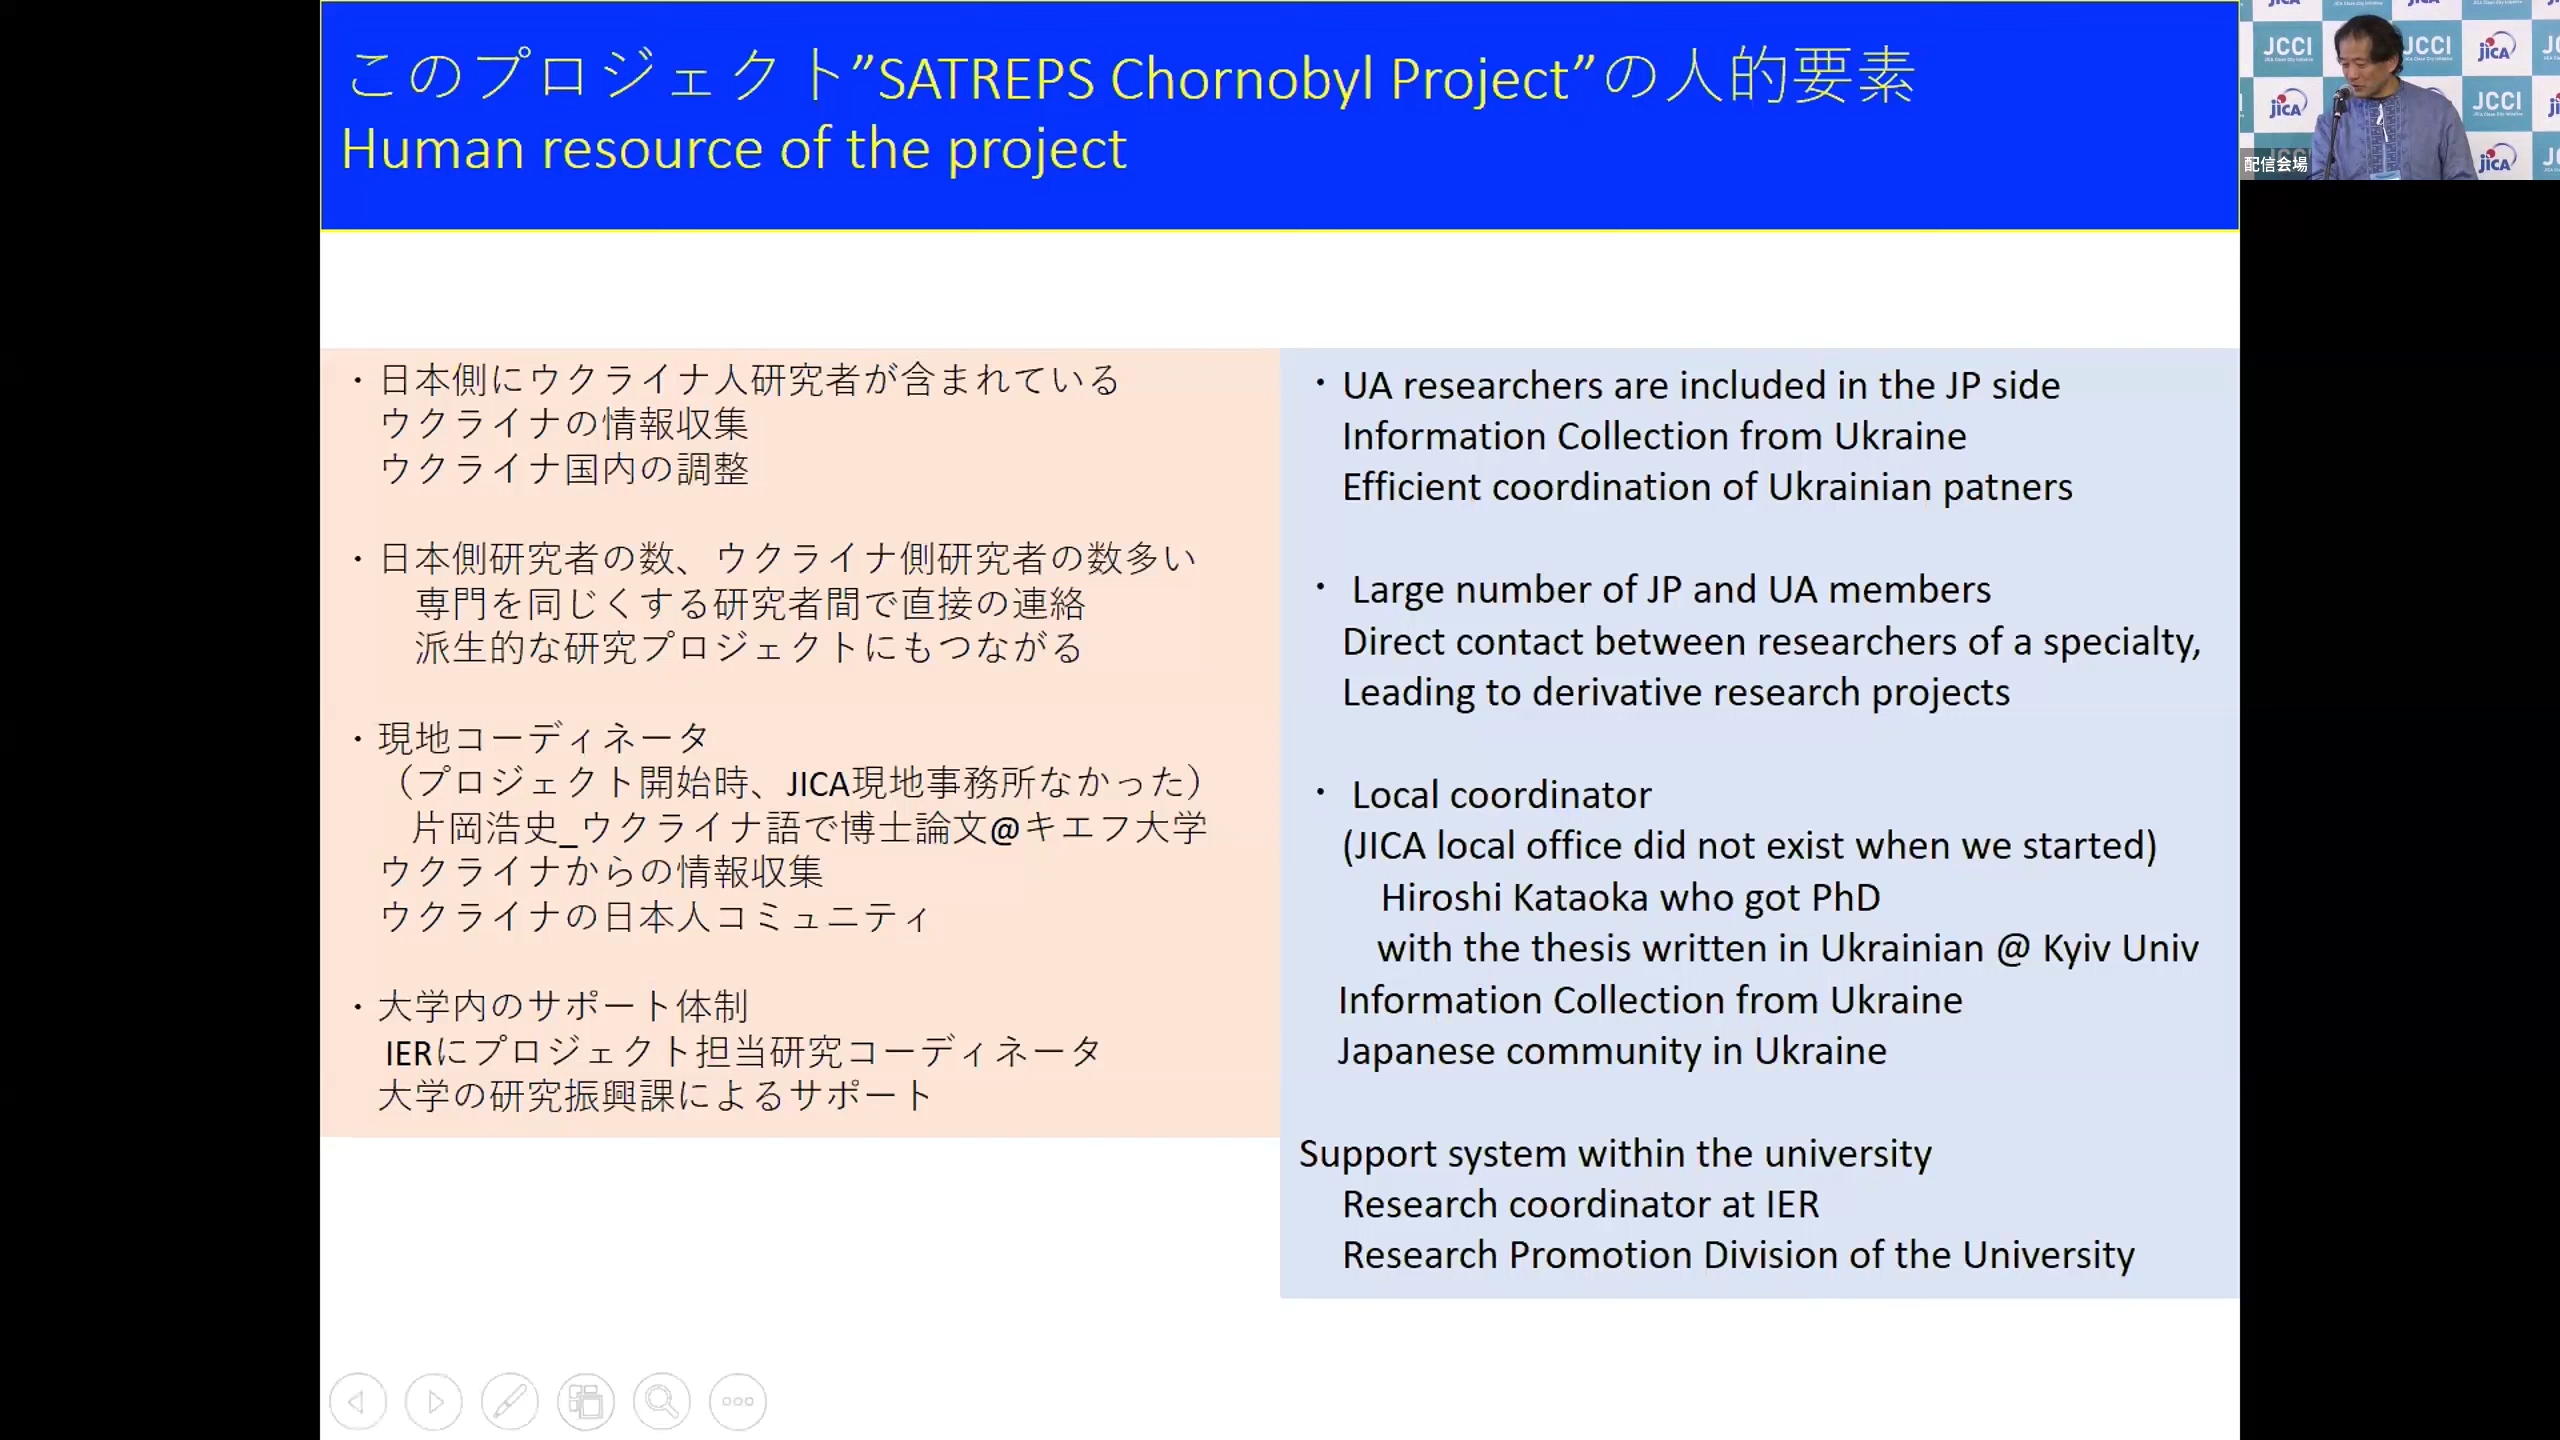 このプロジェクト”SATREPS Chornobyl Project”の人的要素
Human resource of the project
・日本側にウクライナ人研究者が含まれている
ウクライナの情報収集
ウクライナ国内の調整
・日本側研究者の数、ウクライナ側研究者の数多い
専門を同じくする研究者間で直接の連絡
派生的な研究プロジェクトにもつながる
・現地コーディネータ
（プロジェクト開始時、JICA現地事務所なかった）
片岡浩史_ウクライナ語で博士論文@キエフ大学
ウクライナからの情報収集
ウクライナの日本人コミュニティ
・大学内のサポート体制
IERにプロジェクト担当研究コーディネータ
大学の研究振興課によるサポート
・UA researchers are included in the JP side
Information Collection from Ukraine
Efficient coordination of Ukrainian patners
・ Large number of JP and UA members
Direct contact between researchers of a specialty,
Leading to derivative research projects
・ Local coordinator
(JICA local office did not exist when we started)
Hiroshi Kataoka who got PhD
with the thesis written in Ukrainian @ Kyiv Univ
Information Collection from Ukraine
Japanese community in Ukraine
Support system within the university
Research coordinator at IER
Research Promotion Division of the University
JCCI
JICA Clean City Initiative
JCCI
jICA
jICA
JCCI
jICA
配信会場